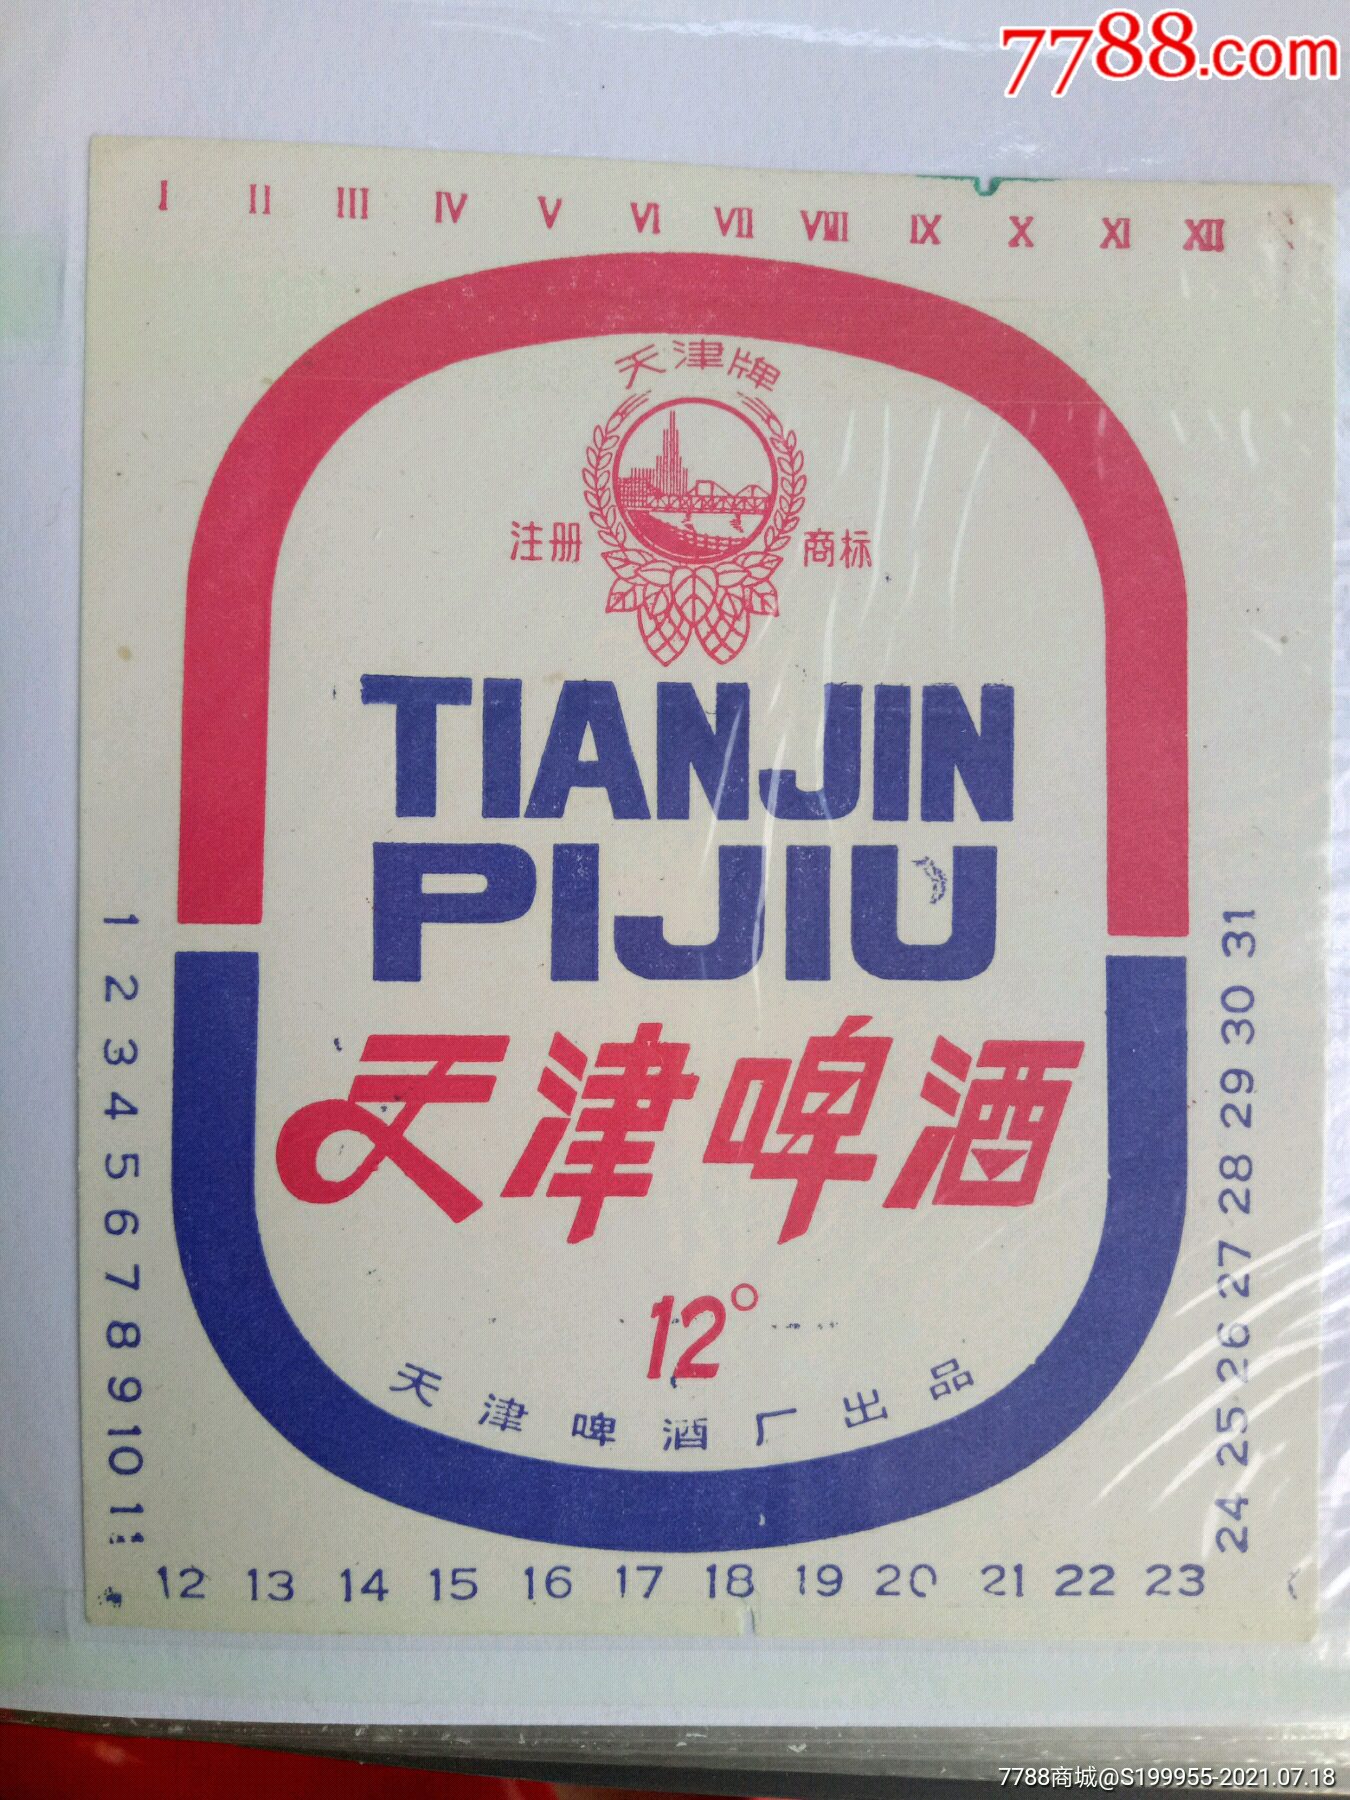 7788.com
I II III IV V VI VII VIII IX X XI XII
天津牌
注册 商标
TIANJIN
PIJIU
天津啤酒
12°
天津啤酒厂出品
1 2 3 4 5 6 7 8 9 10 11
12 13 14 15 16 17 18 19 20 21 22 23
24 25 26 27 28 29 30 31
7788商城@S199955-2021.07.18